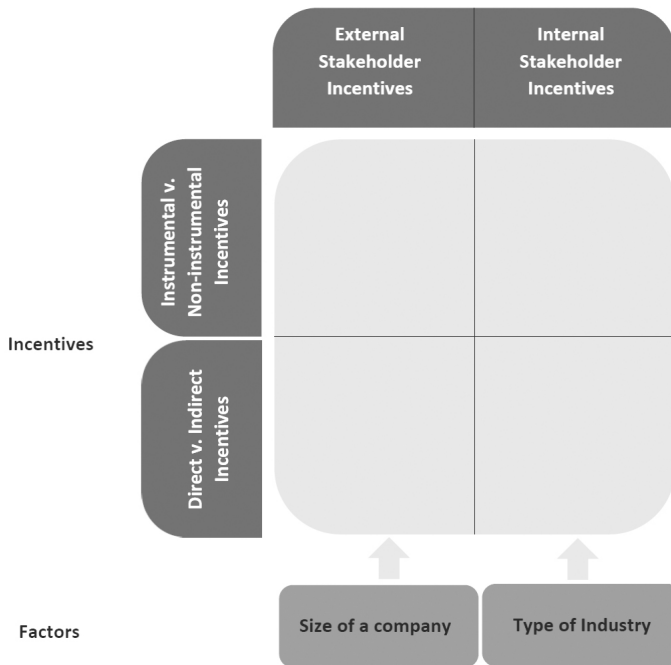 External
Stakeholder
Incentives
Internal
Stakeholder
Incentives
Instrumental v.
Non-instrumental
Incentives
Incentives
Direct v. Indirect
Incentives
Size of a company
Type of Industry
Factors